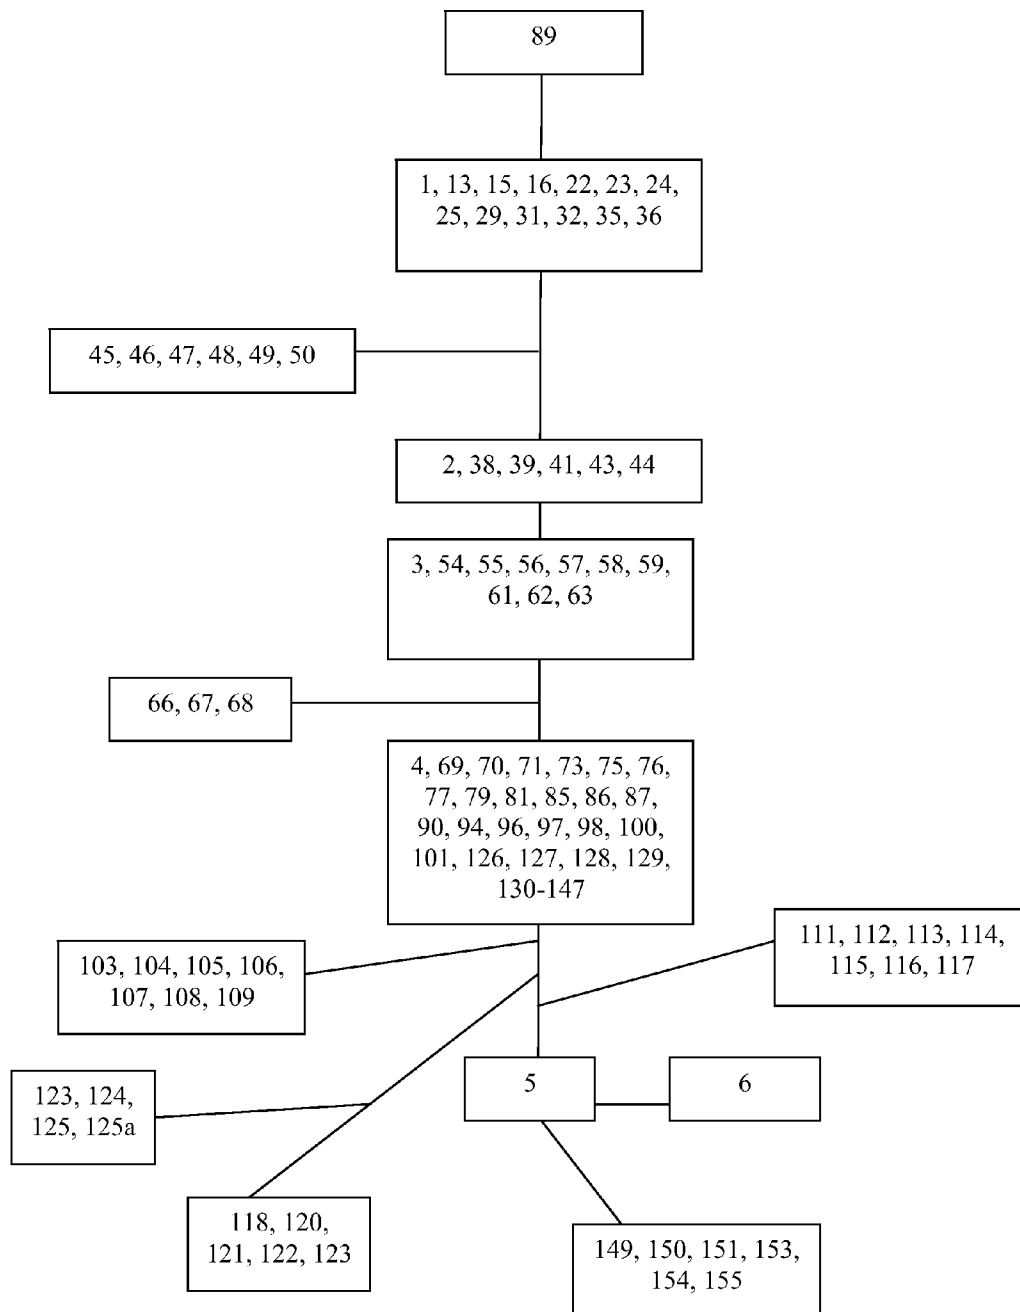 89
1, 13, 15, 16, 22, 23, 24,
25, 29, 31, 32, 35, 36
45, 46, 47, 48, 49, 50
2, 38, 39, 41, 43, 44
3, 54, 55, 56, 57, 58, 59,
61, 62, 63
66, 67, 68
4, 69, 70, 71, 73, 75, 76,
77, 79, 81, 85, 86, 87,
90, 94, 96, 97, 98, 100,
101, 126, 127, 128, 129,
130-147
103, 104, 105, 106,
107, 108, 109
111, 112, 113, 114,
115, 116, 117
123, 124,
125, 125a
5
6
118, 120,
121, 122, 123
149, 150, 151, 153,
154, 155